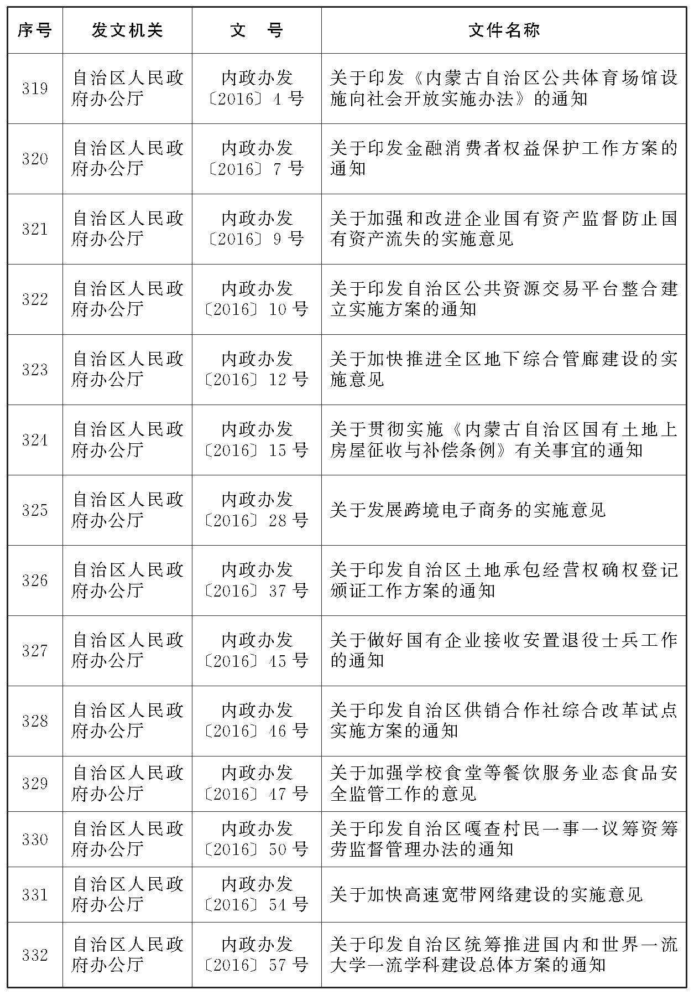 序号 发文机关 文 号 文件名称
319
自治区人民政
府办公厅
内政办发
〔2016〕4号
关于印发《内蒙古自治区公共体育场馆设
施向社会开放实施办法》的通知
320
自治区人民政
府办公厅
内政办发
〔2016〕7号
关于印发金融消费者权益保护工作方案的
通知
321
自治区人民政
府办公厅
内政办发
〔2016〕9号
关于加强和改进企业国有资产监督防止国
有资产流失的实施意见
322
自治区人民政
府办公厅
内政办发
〔2016〕10号
关于印发自治区公共资源交易平台整合建
立实施方案的通知
323
自治区人民政
府办公厅
内政办发
〔2016〕12号
关于加快推进全区地下综合管廊建设的实
施意见
324
自治区人民政
府办公厅
内政办发
〔2016〕15号
关于贯彻实施《内蒙古自治区国有土地上
房屋征收与补偿条例》有关事宜的通知
325
自治区人民政
府办公厅
内政办发
〔2016〕28号
关于发展跨境电子商务的实施意见
326
自治区人民政
府办公厅
内政办发
〔2016〕37号
关于印发自治区土地承包经营权确权登记
颁证工作方案的通知
327
自治区人民政
府办公厅
内政办发
〔2016〕45号
关于做好国有企业接收安置退役士兵工作
的通知
328
自治区人民政
府办公厅
内政办发
〔2016〕46号
关于印发自治区供销合作社综合改革试点
实施方案的通知
329
自治区人民政
府办公厅
内政办发
〔2016〕47号
关于加强学校食堂等餐饮服务业态食品安
全监管工作的意见
330
自治区人民政
府办公厅
内政办发
〔2016〕50号
关于印发自治区嘎查村民一事一议筹资筹
劳监督管理办法的通知
331
自治区人民政
府办公厅
内政办发
〔2016〕54号
关于加快高速宽带网络建设的实施意见
332
自治区人民政
府办公厅
内政办发
〔2016〕57号
关于印发自治区统筹推进国内和世界一流
大学一流学科建设总体方案的通知